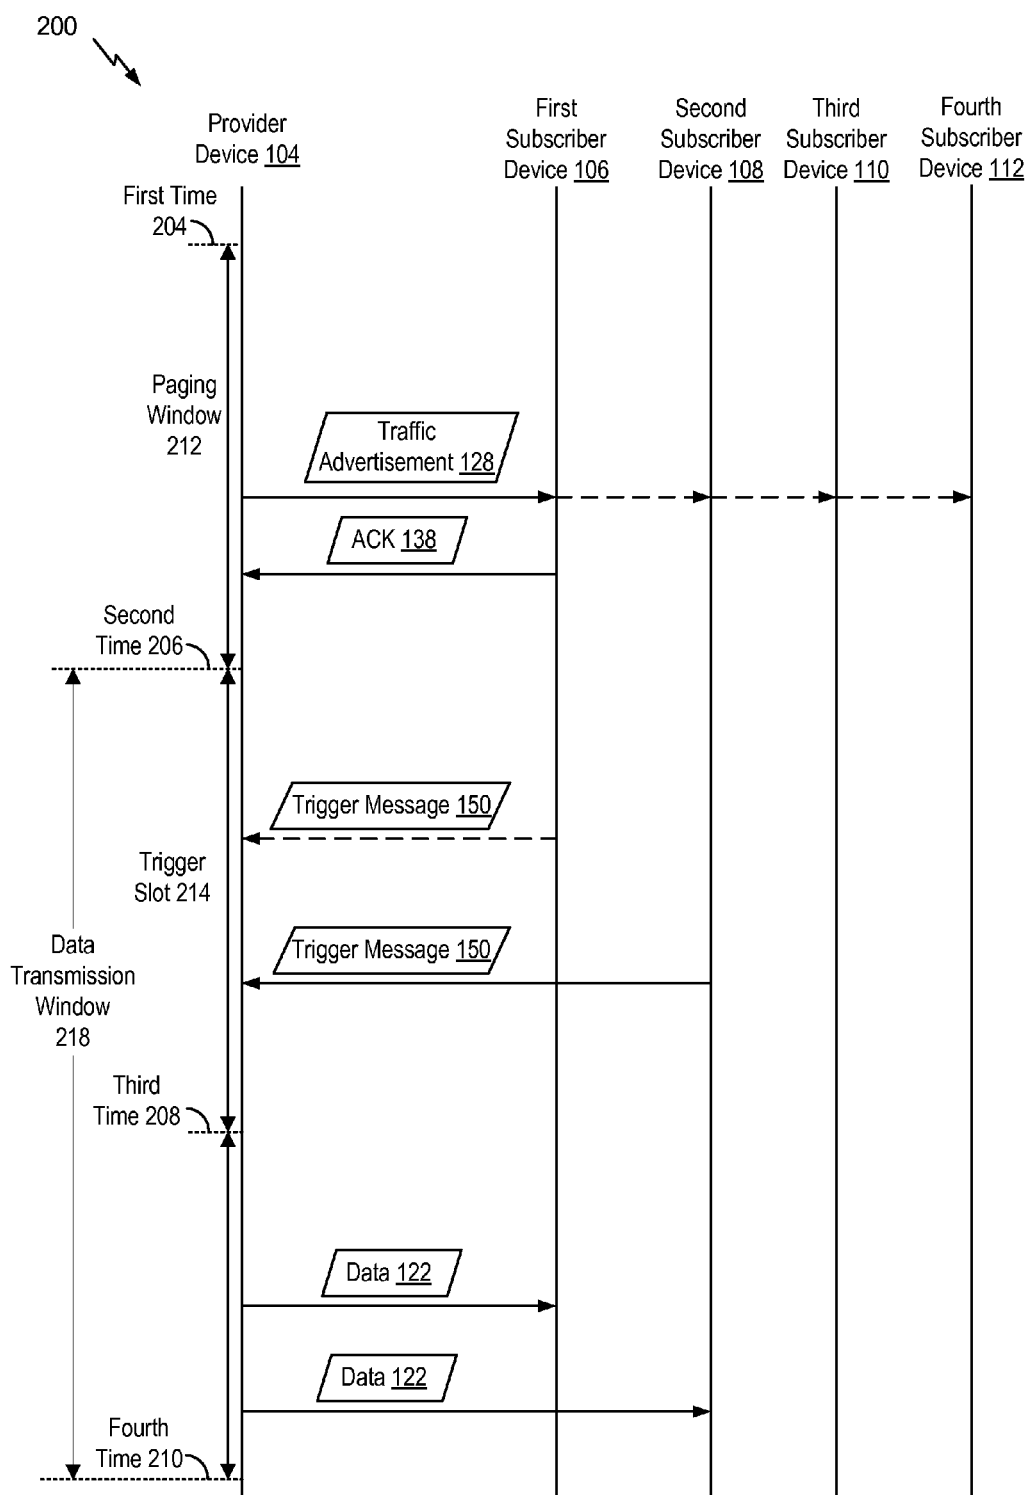 200
Provider
Device 104
First
Subscriber
Device 106
Second
Subscriber
Device 108
Third
Subscriber
Device 110
Fourth
Subscriber
Device 112
First Time
204
Paging
Window
212
Traffic
Advertisement 128
ACK 138
Second
Time 206
Trigger Message 150
Trigger
Slot 214
Trigger Message 150
Data
Transmission
Window
218
Third
Time 208
Data 122
Data 122
Fourth
Time 210